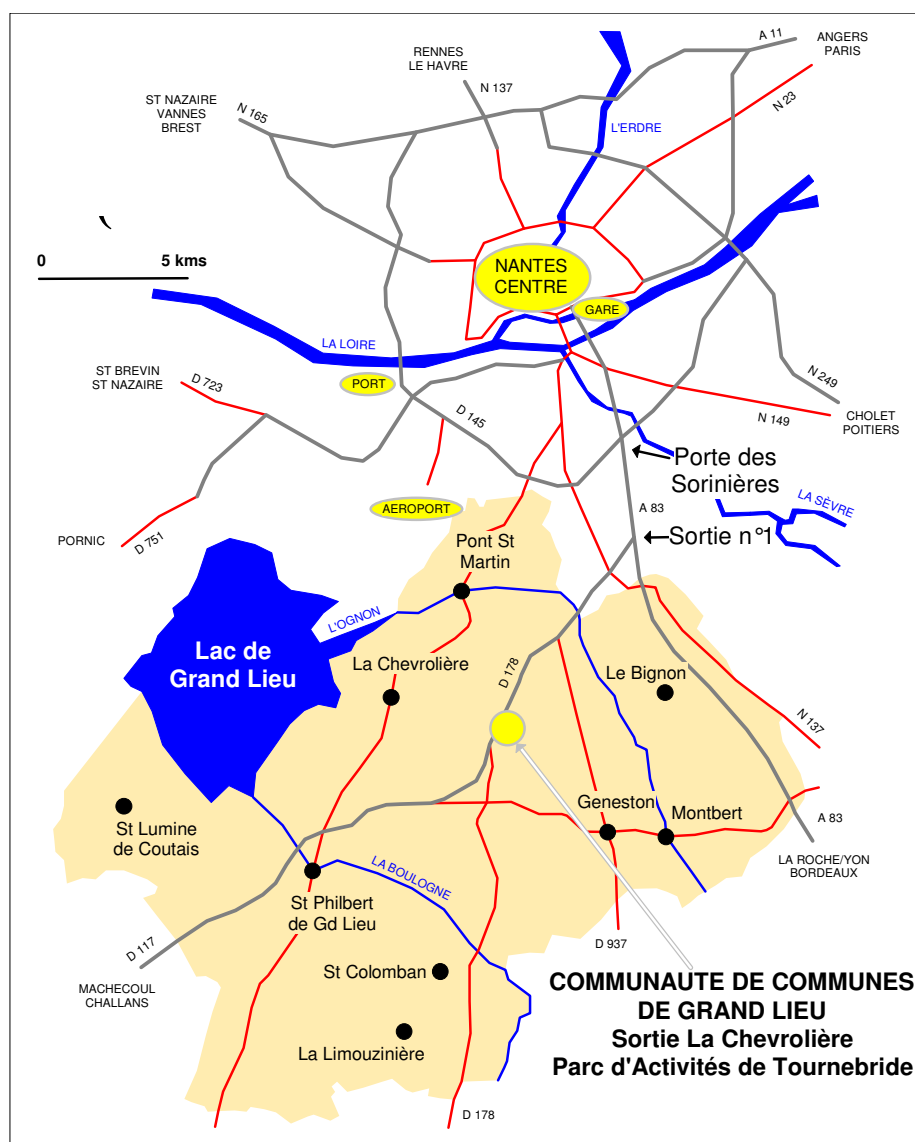 A 11
ANGERS
PARIS
RENNES
LE HAVRE
N 137
N 23
ST NAZAIRE
VANNES
BREST
N 165
L'ERDRE
0 5 kms
NANTES
CENTRE
GARE
LA LOIRE
PORT
ST BREVIN
ST NAZAIRE
D 723
D 145
N 249
N 149
CHOLET
POITIERS
Porte des
Sorinières
LA SÈVRE
AEROPORT
A 83
Sortie n°1
PORNIC
D 751
Pont St
Martin
L'OGNON
Lac de
Grand Lieu
La Chevrolière
D 178
Le Bignon
N 137
Geneston
Montbert
A 83
St Lumine
de Coutais
LA ROCHE/YON
BORDEAUX
LA BOULOGNE
St Philbert
de Gd Lieu
D 117
D 937
MACHECOUL
CHALLANS
St Colomban
La Limouzinière
COMMUNAUTE DE COMMUNES
DE GRAND LIEU
Sortie La Chevrolière
Parc d'Activités de Tournebride
D 178